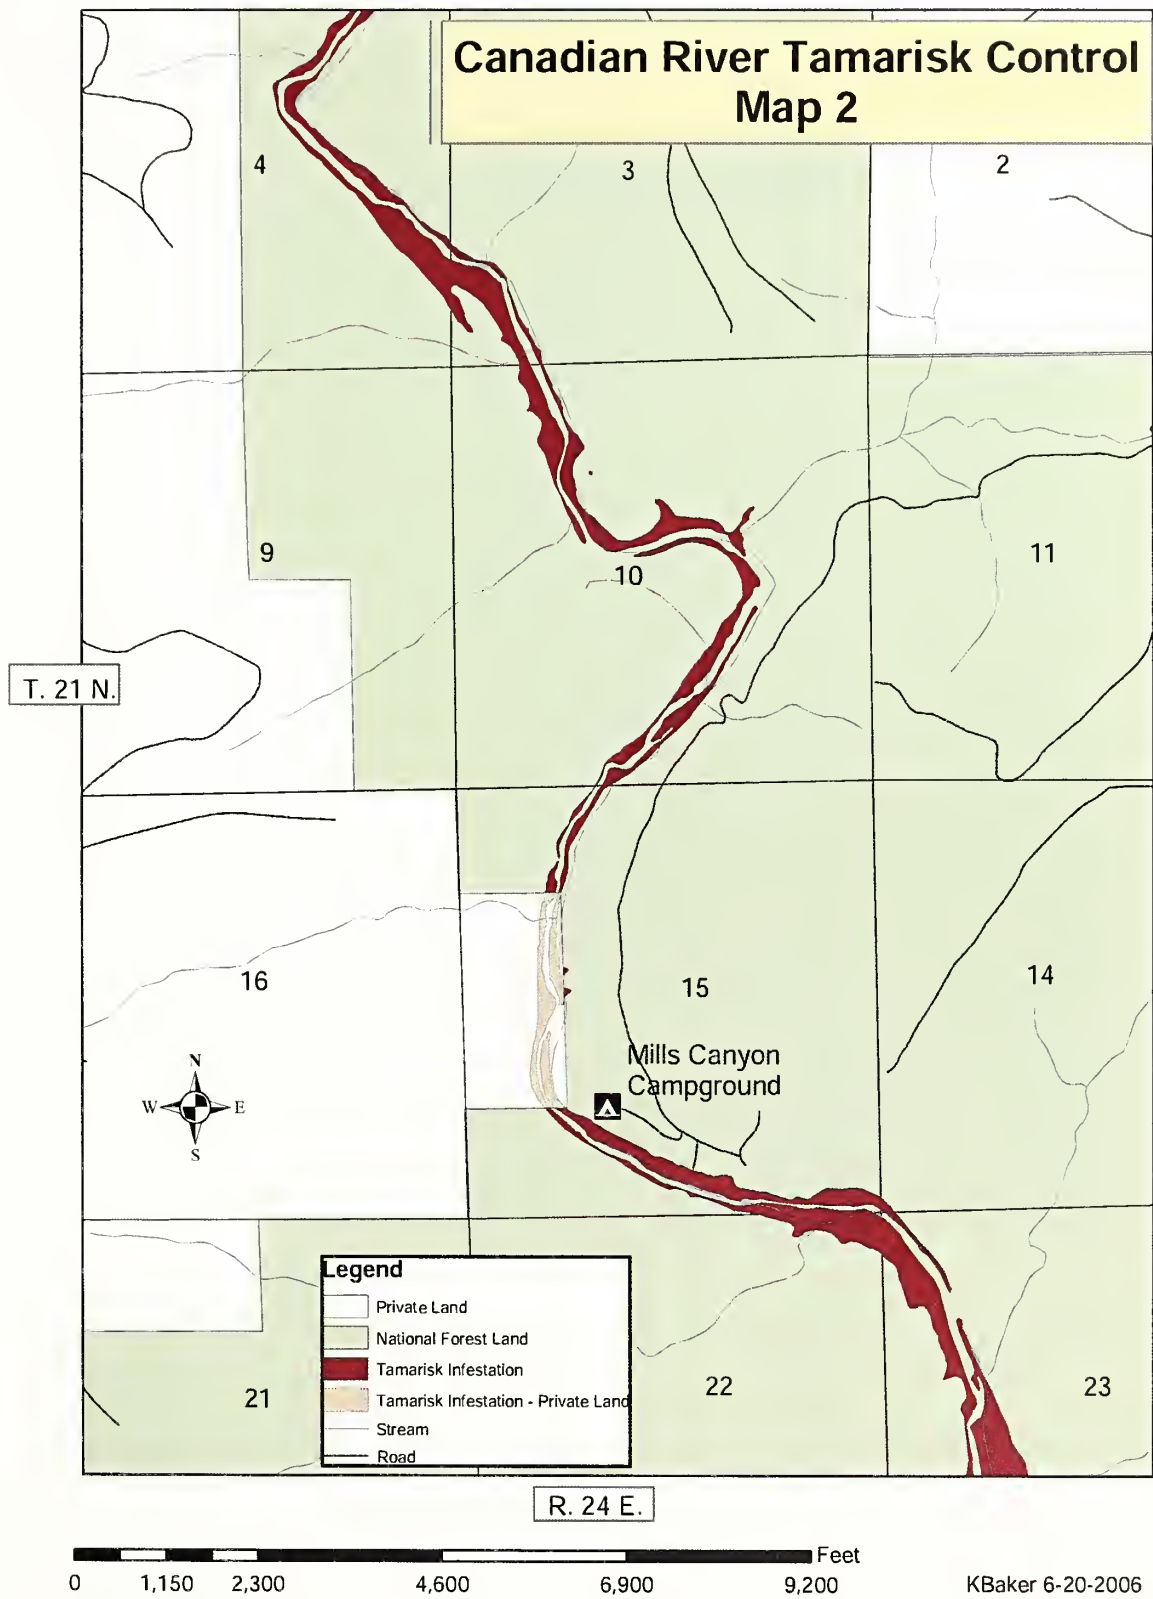 Canadian River Tamarisk Control
Map 2
4
3
2
9
10
11
T. 21 N.
16
15
14
Mills Canyon
Campground
N
W
E
S
Legend
Private Land
National Forest Land
Tamarisk Infestation
Tamarisk Infestation - Private Land
Stream
Road
21
22
23
R. 24 E.
Feet
0 1,150 2,300 4,600 6,900 9,200
KBaker 6-20-2006